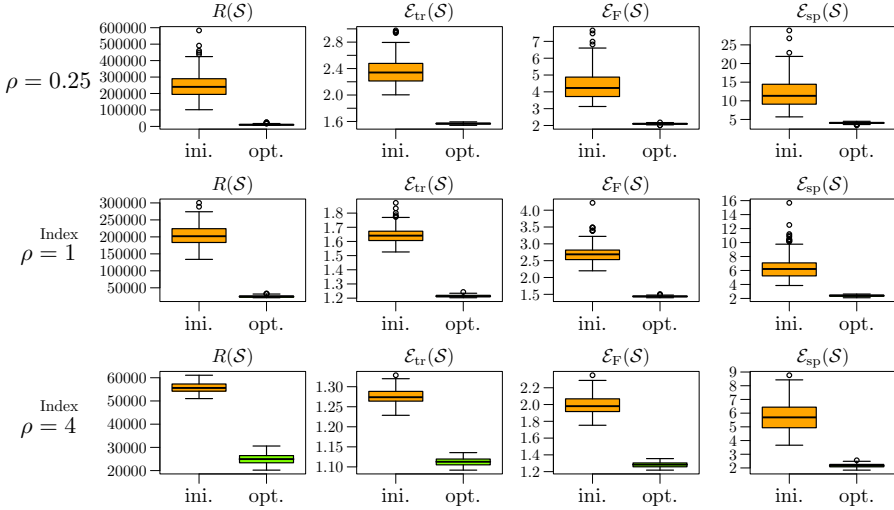 R(S) ℰtr(S) ℰF(S) ℰsp(S)
ρ = 0.25
600000 500000 400000 300000 200000 100000 0
2.8 2.4 2.0 1.6
7 6 5 4 3 2
25 20 15 10 5
ini. opt. ini. opt. ini. opt. ini. opt.
R(S) ℰtr(S) ℰF(S) ℰsp(S)
Index
ρ = 1
300000 250000 200000 150000 100000 50000
1.8 1.7 1.6 1.5 1.4 1.3 1.2
4.0 3.5 3.0 2.5 2.0 1.5
16 14 12 10 8 6 4 2
ini. opt. ini. opt. ini. opt. ini. opt.
R(S) ℰtr(S) ℰF(S) ℰsp(S)
Index
ρ = 4
60000 50000 40000 30000 20000
1.30 1.25 1.20 1.15 1.10
2.2 2.0 1.8 1.6 1.4 1.2
9 8 7 6 5 4 3 2
ini. opt. ini. opt. ini. opt. ini. opt.